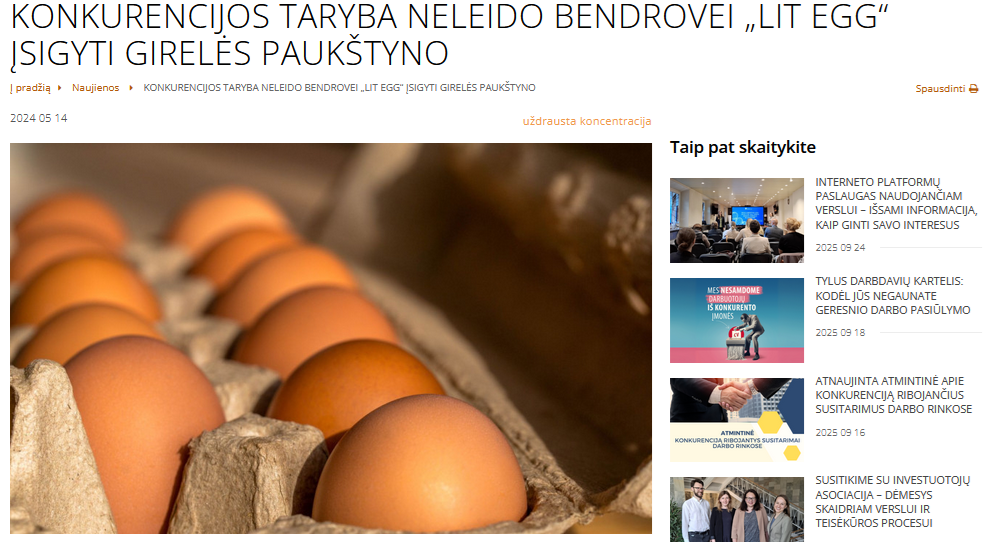 KONKURENCIJOS TARYBA NELEIDO BENDROVEI „LIT EGG“
ĮSIGYTI GIRELĖS PAUKŠTYNO
Į pradžią
Naujienos
KONKURENCIJOS TARYBA NELEIDO BENDROVEI „LIT EGG“ ĮSIGYTI GIRELĖS PAUKŠTYNO
Spausdinti
2024 05 14
uždrausta koncentracija
Taip pat skaitykite
INTERNETO PLATFORMŲ
PASLAUGAS NAUDOJANČIAM
VERSLUI – IŠSAMI INFORMACIJA,
KAIP GINTI SAVO INTERESUS
2025 09 24
MES NESAMDOME
DARBUOTOJŲ
IŠ KONKURENTO
ĮMONĖS
TYLUS DARBDAVIŲ KARTELIS:
KODĖL JŪS NEGAUNATE
GERESNIO DARBO PASIŪLYMO
2025 09 18
ATMINTINĖ
KONKURENCIJĄ RIBOJANTYS SUSITARIMAI
DARBO RINKOSE
ATNAUJINTA ATMINTINĖ APIE
KONKURENCIJĄ RIBOJANČIUS
SUSITARIMUS DARBO RINKOSE
2025 09 16
SUSITIKIME SU INVESTUOTOJŲ
ASOCIACIJA – DĖMESYS
SKAIDRIAM VERSLUI IR
TEISĖKŪROS PROCESUI